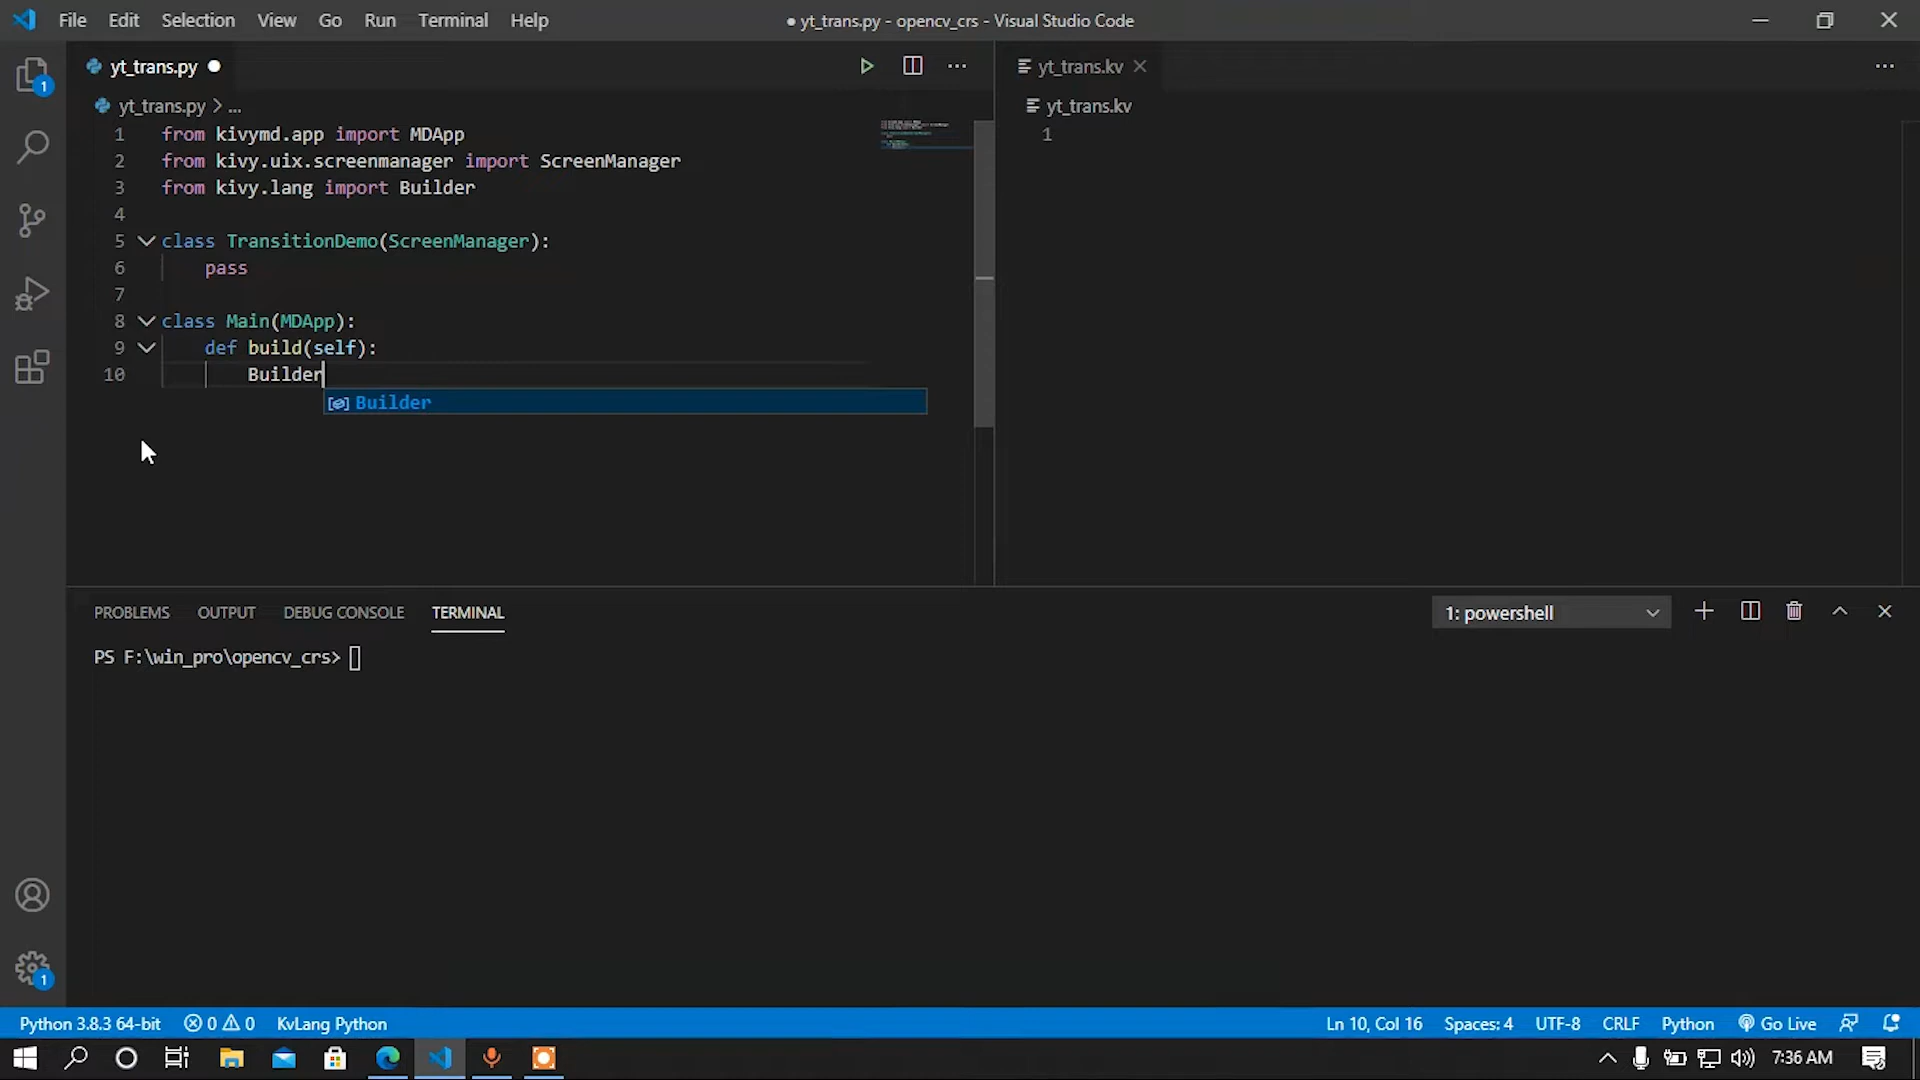 File Edit Selection View Go Run Terminal Help
● yt_trans.py - opencv_crs - Visual Studio Code
yt_trans.py ●
yt_trans.py > ...
1 from kivymd.app import MDApp
2 from kivy.uix.screenmanager import ScreenManager
3 from kivy.lang import Builder
4
5 class TransitionDemo(ScreenManager):
6 pass
7
8 class Main(MDApp):
9 def build(self):
10 Builder
Builder
yt_trans.kv
yt_trans.kv
1
PROBLEMS OUTPUT DEBUG CONSOLE TERMINAL
1: powershell
PS F:\win_pro\opencv_crs>
1
1
Python 3.8.3 64-bit 0 0 KvLang Python
Ln 10, Col 16 Spaces: 4 UTF-8 CRLF Python Go Live
7:36 AM